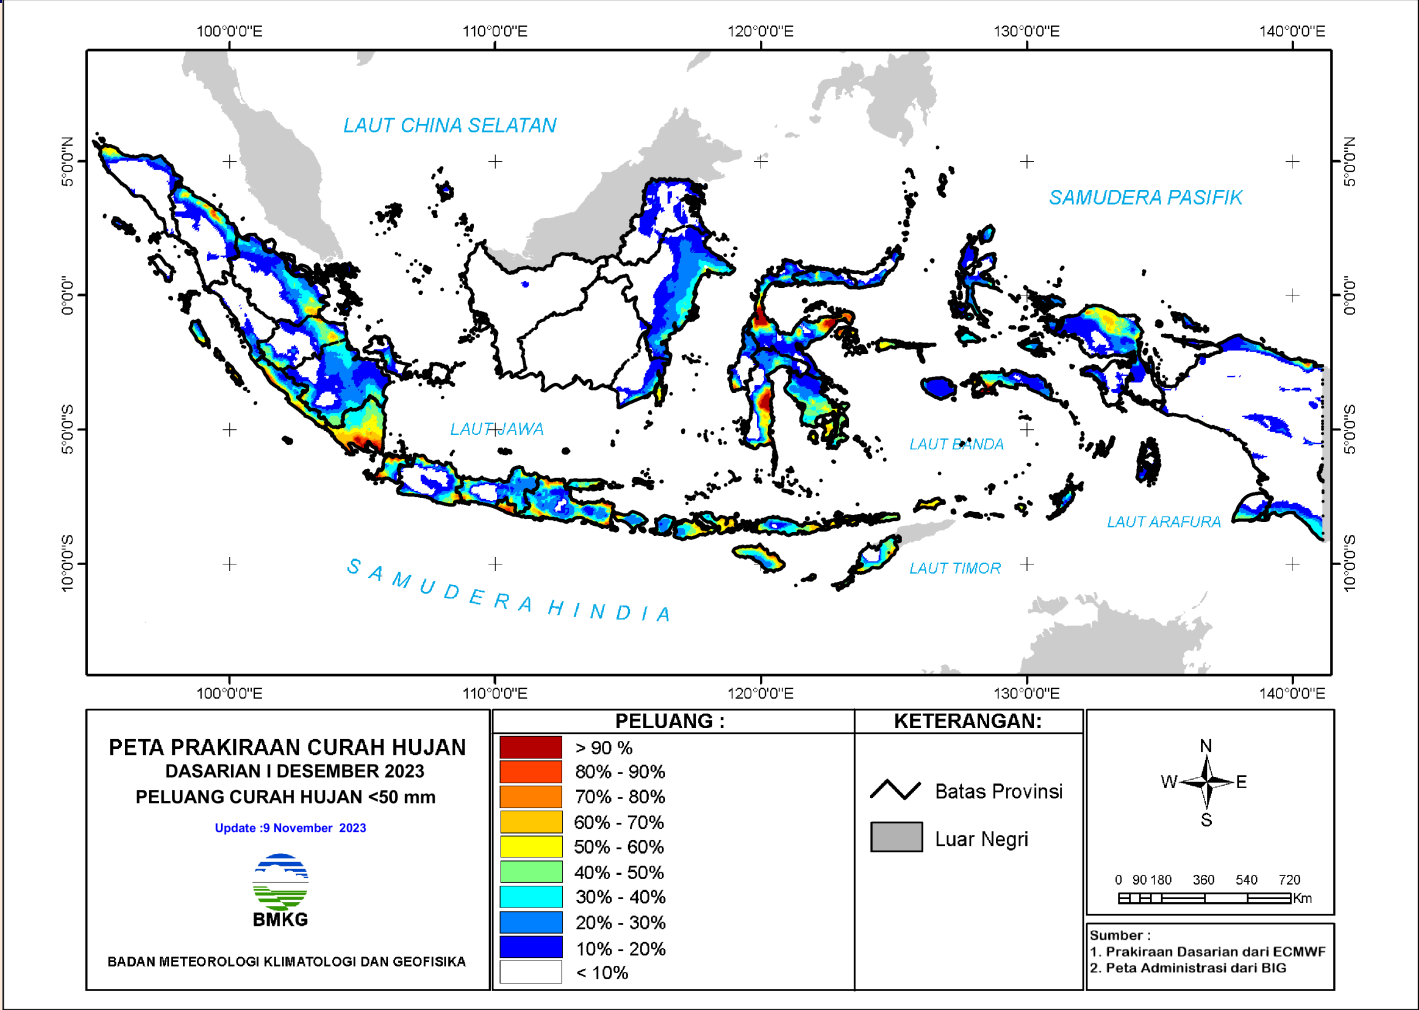 100°0'0"E 110°0'0"E 120°0'0"E 130°0'0"E 140°0'0"E
LAUT CHINA SELATAN
5°0'0"N 5°0'0"N
SAMUDERA PASIFIK
0°0'0" 0°0'0"
5°0'0"S LAUT JAWA LAUT BANDA 5°0'0"S
LAUT ARAFURA
10°0'0"S SAMUDERA HINDIA LAUT TIMOR 10°0'0"S
100°0'0"E 110°0'0"E 120°0'0"E 130°0'0"E 140°0'0"E
PETA PRAKIRAAN CURAH HUJAN
DASARIAN I DESEMBER 2023
PELUANG CURAH HUJAN <50 mm
Update :9 November 2023
BMKG
BADAN METEOROLOGI KLIMATOLOGI DAN GEOFISIKA
PELUANG :
> 90 %
80% - 90%
70% - 80%
60% - 70%
50% - 60%
40% - 50%
30% - 40%
20% - 30%
10% - 20%
< 10%
KETERANGAN:
Batas Provinsi
Luar Negri
N
W E
S
0 90 180 360 540 720
Km
Sumber :
1. Prakiraan Dasarian dari ECMWF
2. Peta Administrasi dari BIG